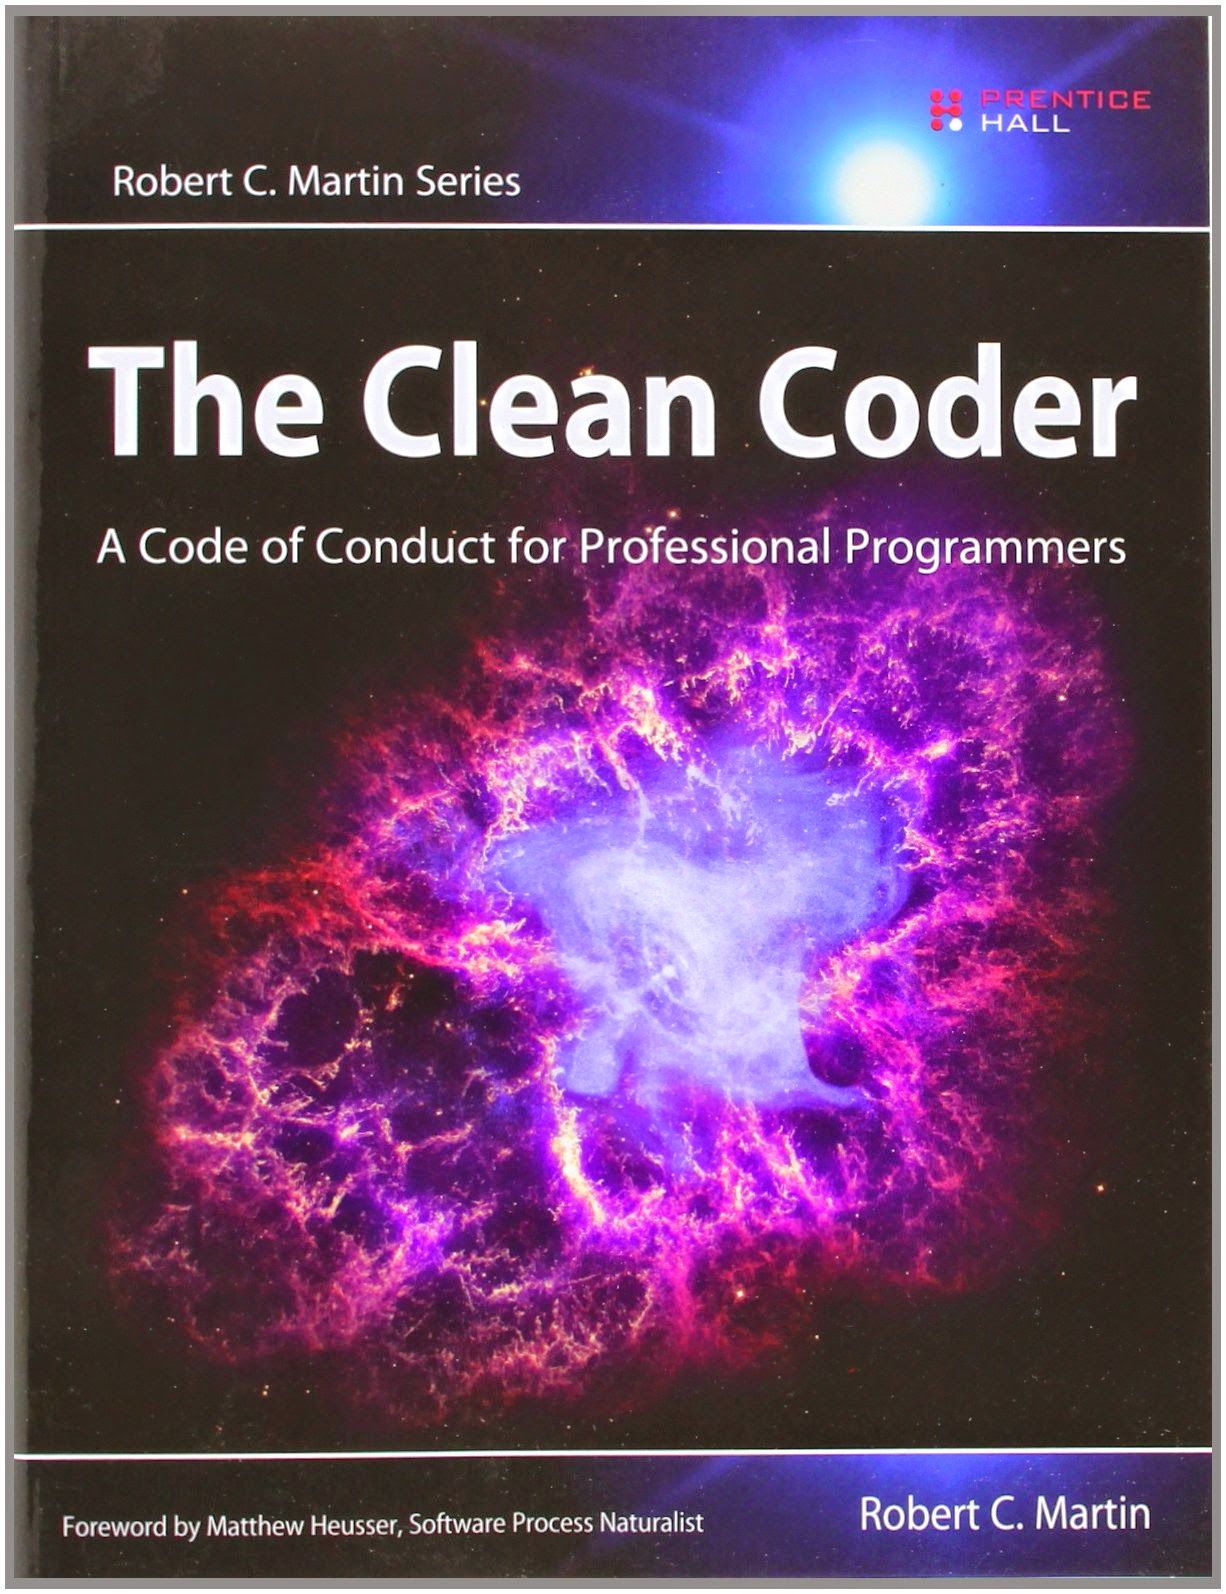 PRENTICE
HALL
Robert C. Martin Series
The Clean Coder
A Code of Conduct for Professional Programmers
Foreword by Matthew Heusser, Software Process Naturalist
Robert C. Martin